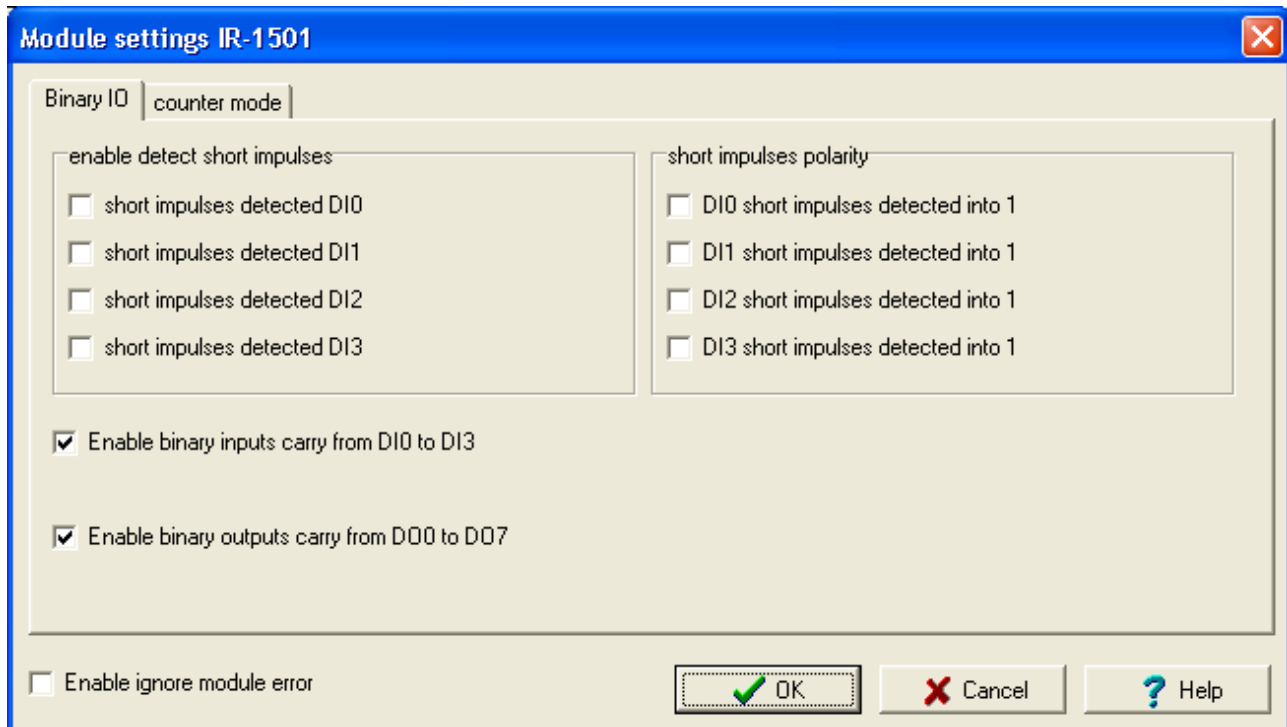 Module settings IR-1501
Binary IO
counter mode
enable detect short impulses
short impulses detected DI0
short impulses detected DI1
short impulses detected DI2
short impulses detected DI3
short impulses polarity
DI0 short impulses detected into 1
DI1 short impulses detected into 1
DI2 short impulses detected into 1
DI3 short impulses detected into 1
Enable binary inputs carry from DI0 to DI3
Enable binary outputs carry from DO0 to DO7
Enable ignore module error
OK
Cancel
Help